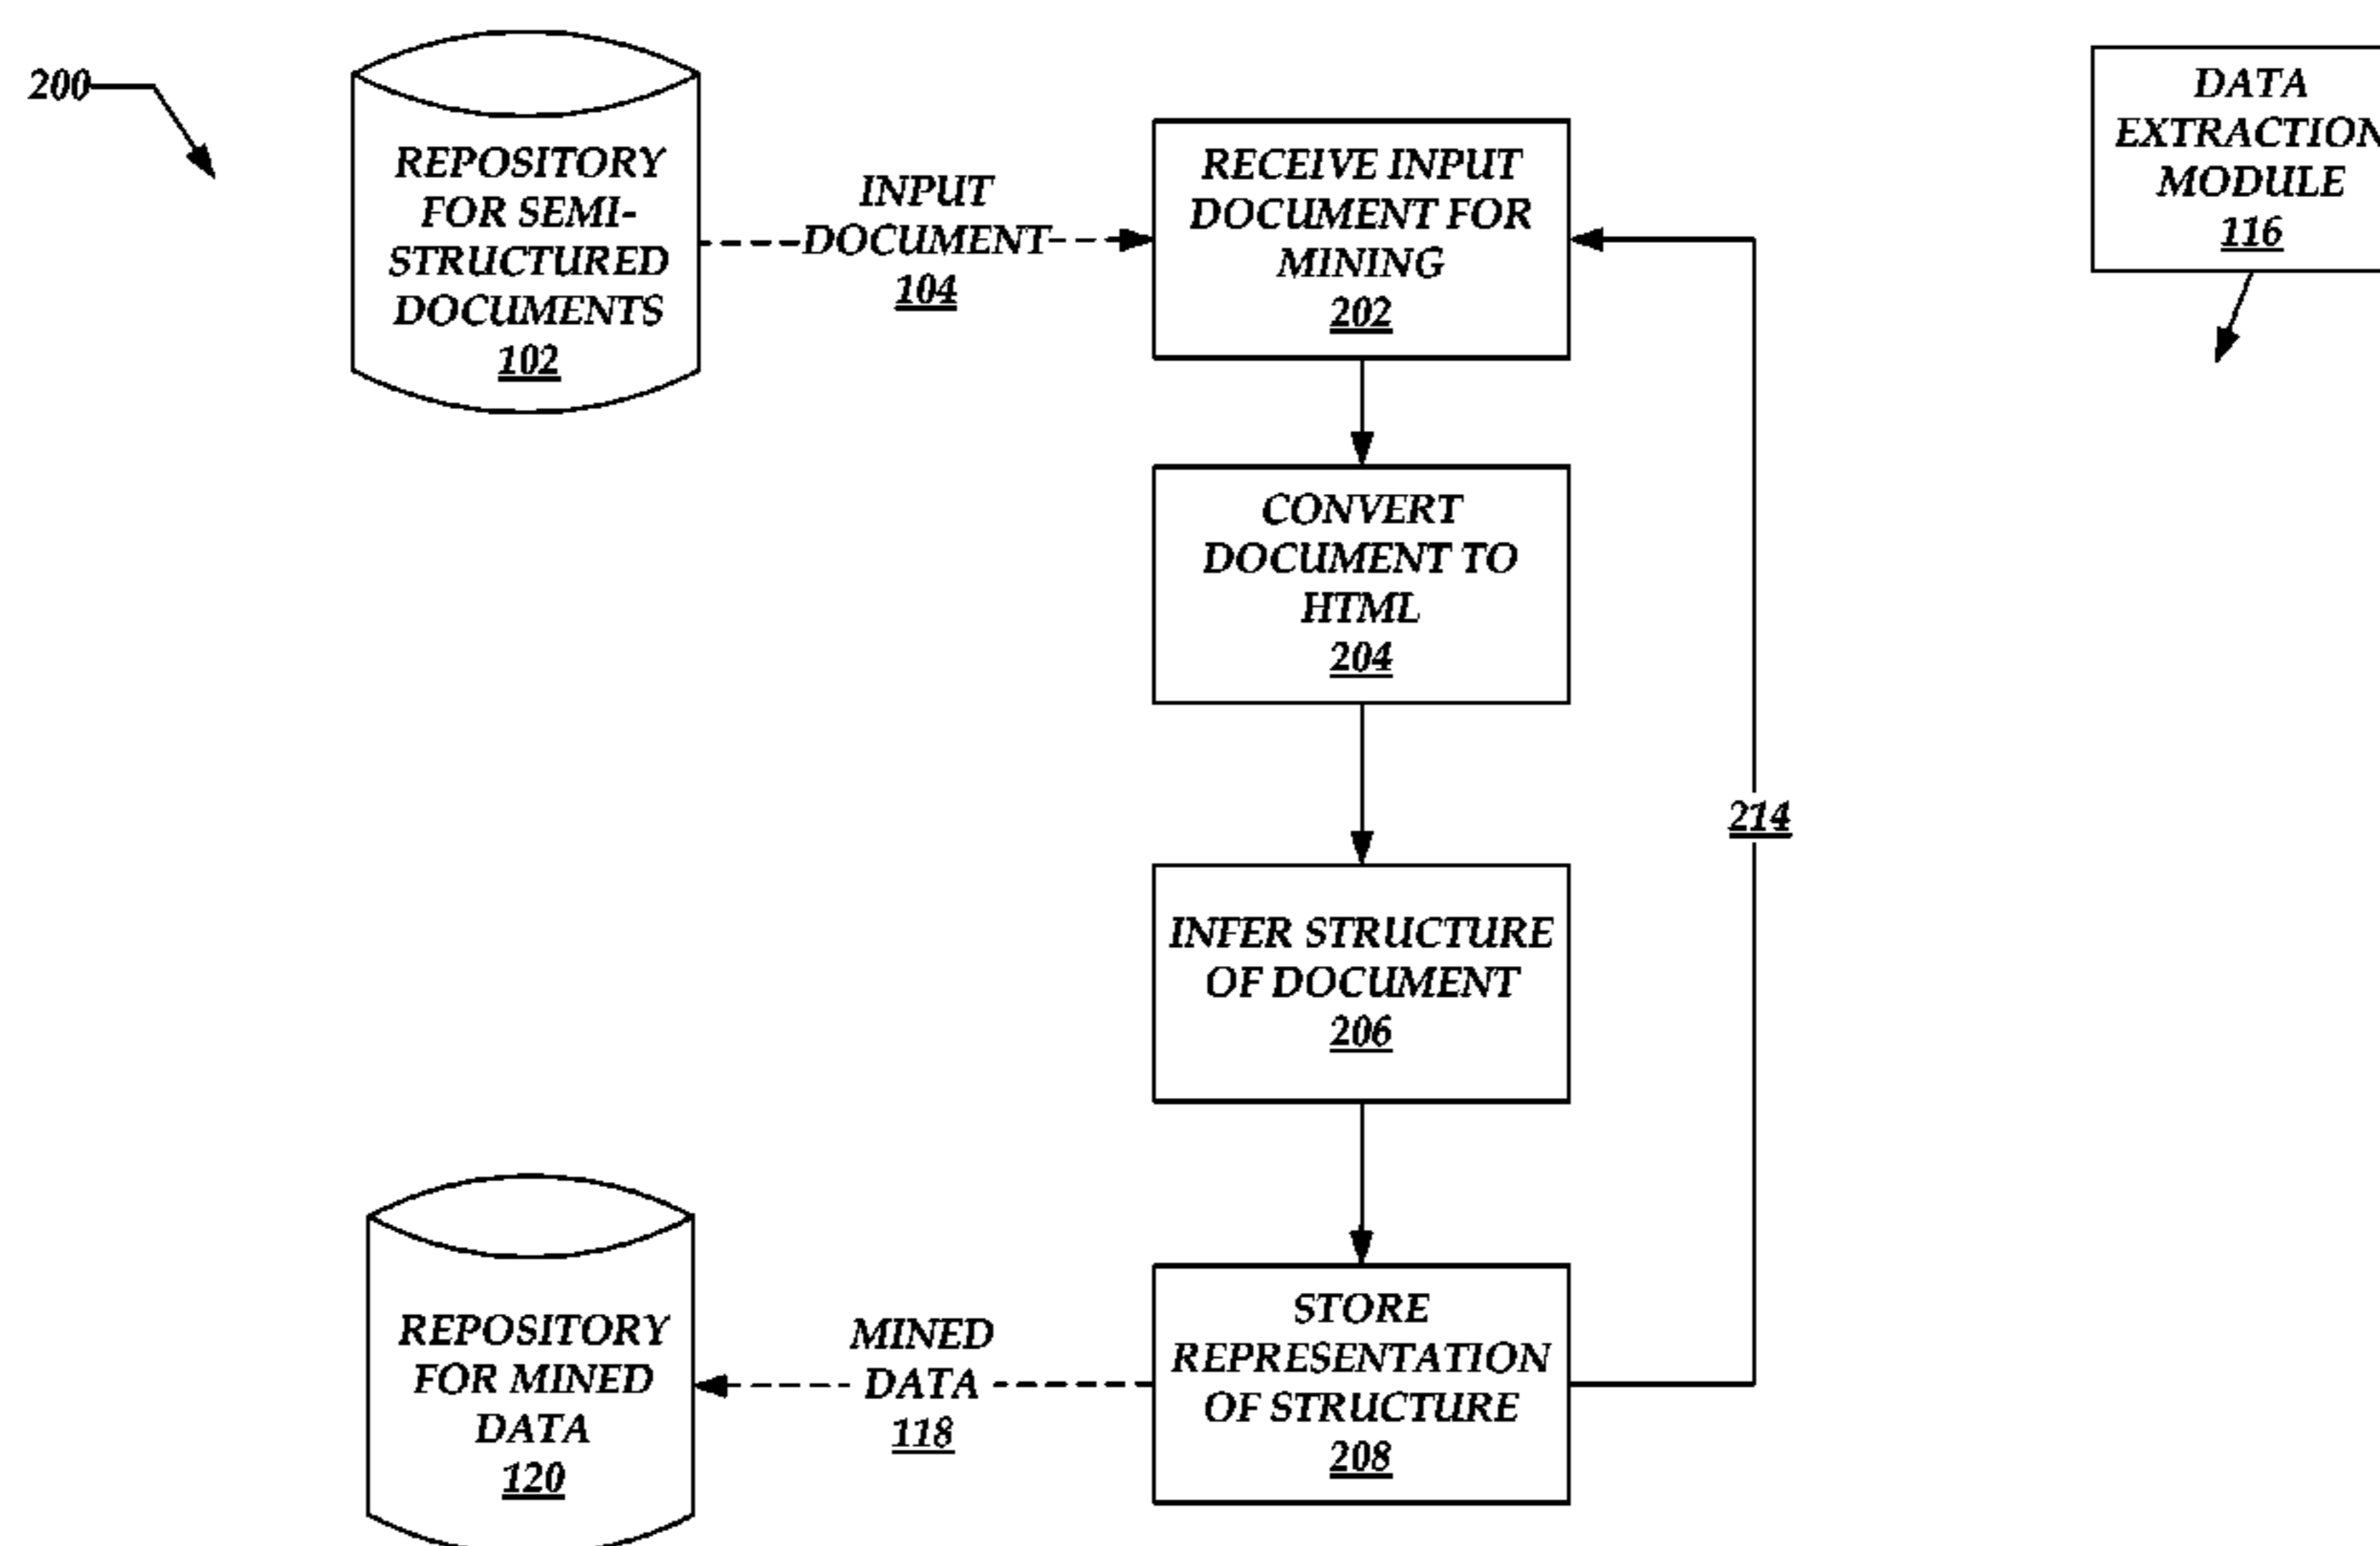 200
REPOSITORY
FOR SEMI-
STRUCTURED
DOCUMENTS
102
INPUT
DOCUMENT
104
RECEIVE INPUT
DOCUMENT FOR
MINING
202
DATA
EXTRACTION
MODULE
116
CONVERT
DOCUMENT TO
HTML
204
214
INFER STRUCTURE
OF DOCUMENT
206
REPOSITORY
FOR MINED
DATA
120
MINED
DATA
118
STORE
REPRESENTATION
OF STRUCTURE
208